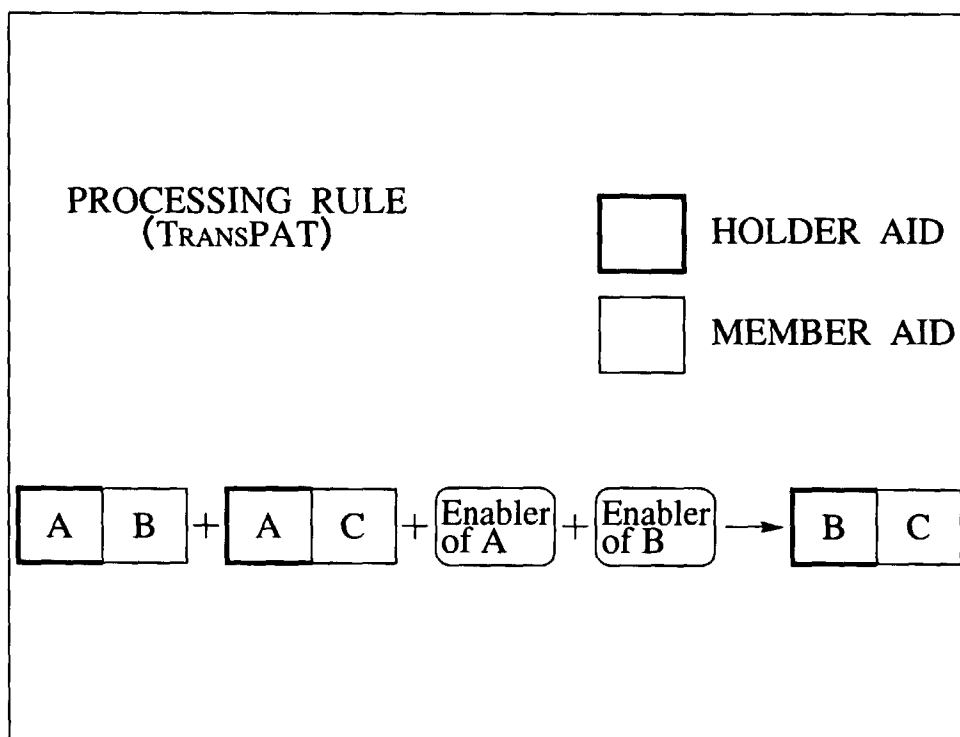 PROCESSING RULE
(TRANSPAT)
HOLDER AID
MEMBER AID
A B + A C + Enabler of A + Enabler of B → B C